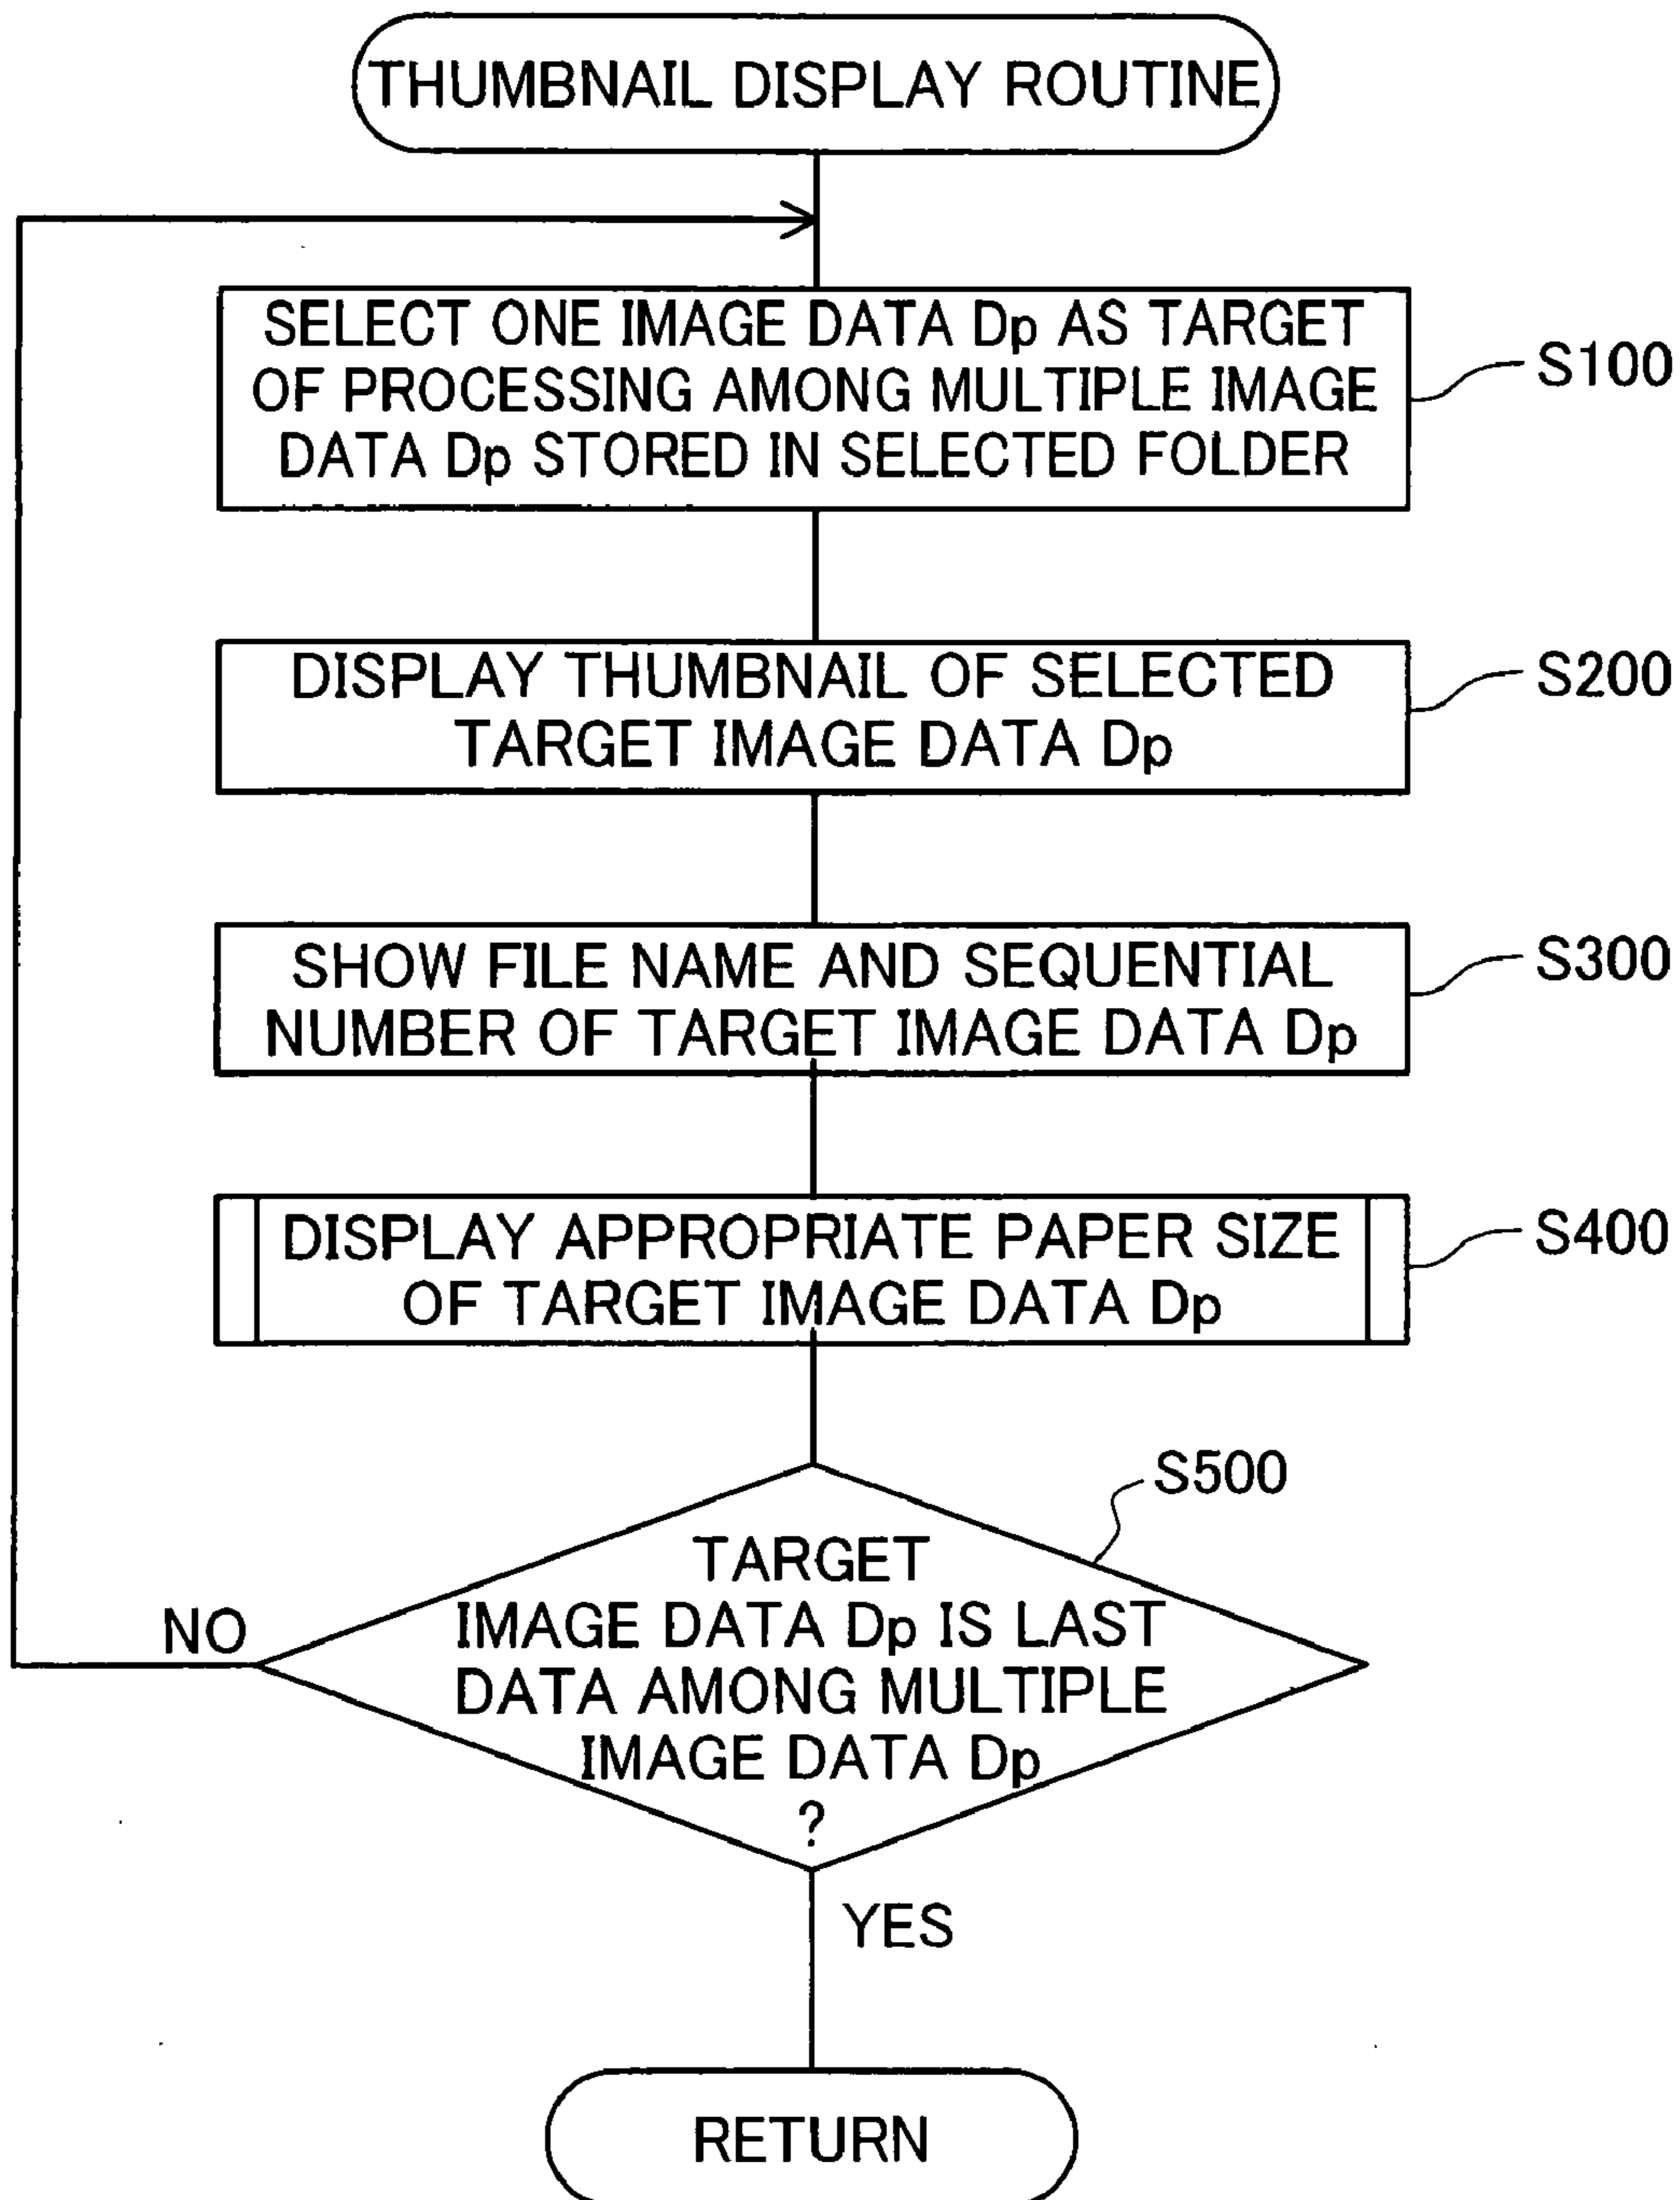 THUMBNAIL DISPLAY ROUTINE
SELECT ONE IMAGE DATA Dp AS TARGET
OF PROCESSING AMONG MULTIPLE IMAGE
DATA Dp STORED IN SELECTED FOLDER
S100
DISPLAY THUMBNAIL OF SELECTED
TARGET IMAGE DATA Dp
S200
SHOW FILE NAME AND SEQUENTIAL
NUMBER OF TARGET IMAGE DATA Dp
S300
DISPLAY APPROPRIATE PAPER SIZE
OF TARGET IMAGE DATA Dp
S400
S500
TARGET
IMAGE DATA Dp IS LAST
DATA AMONG MULTIPLE
IMAGE DATA Dp
?
NO
YES
RETURN